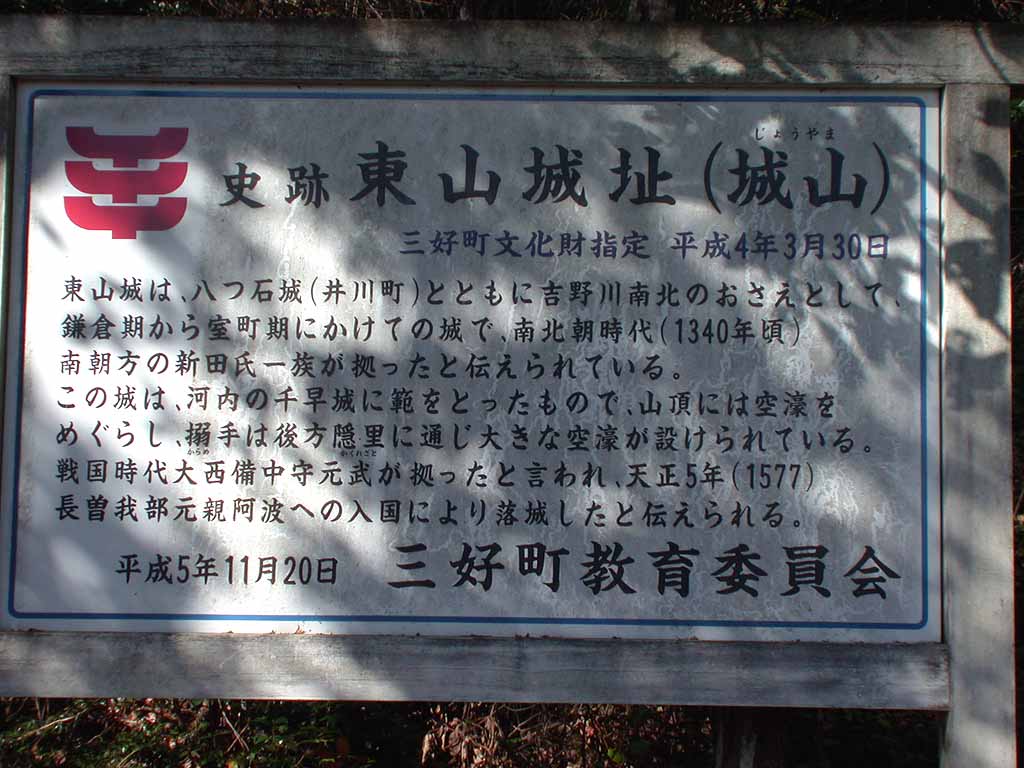 じょうやま
史跡 東山城址(城山)
三好町文化財指定 平成4年3月30日
東山城は、八つ石城(井川町)とともに吉野川南北のおさえとして、
鎌倉期から室町期にかけての城で、南北朝時代(1340年頃)
南朝方の新田氏一族が拠ったと伝えられている。
この城は、河内の千早城に範をとったもので、山頂には空濠を
めぐらし、搦手は後方隠里に通じ大きな空濠が設けられている。
からめ かくれざと
戦国時代大西備中守元武が拠ったと言われ、天正5年(1577)
長曽我部元親阿波への入国により落城したと伝えられる。
平成5年11月20日 三好町教育委員会